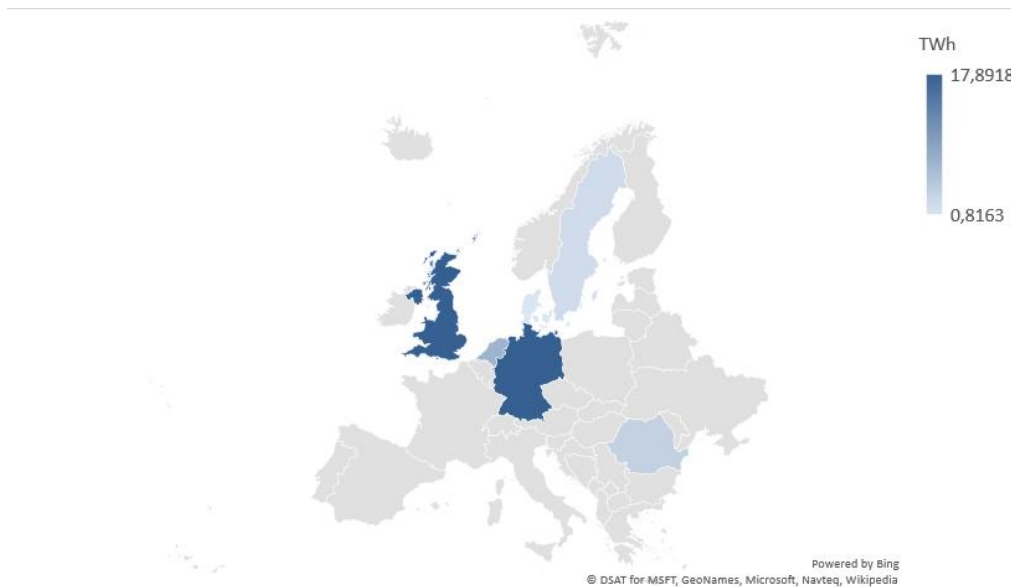 TWh
17,8918
0,8163
Powered by Bing
© DSAT for MSFT, GeoNames, Microsoft, Navteq, Wikipedia